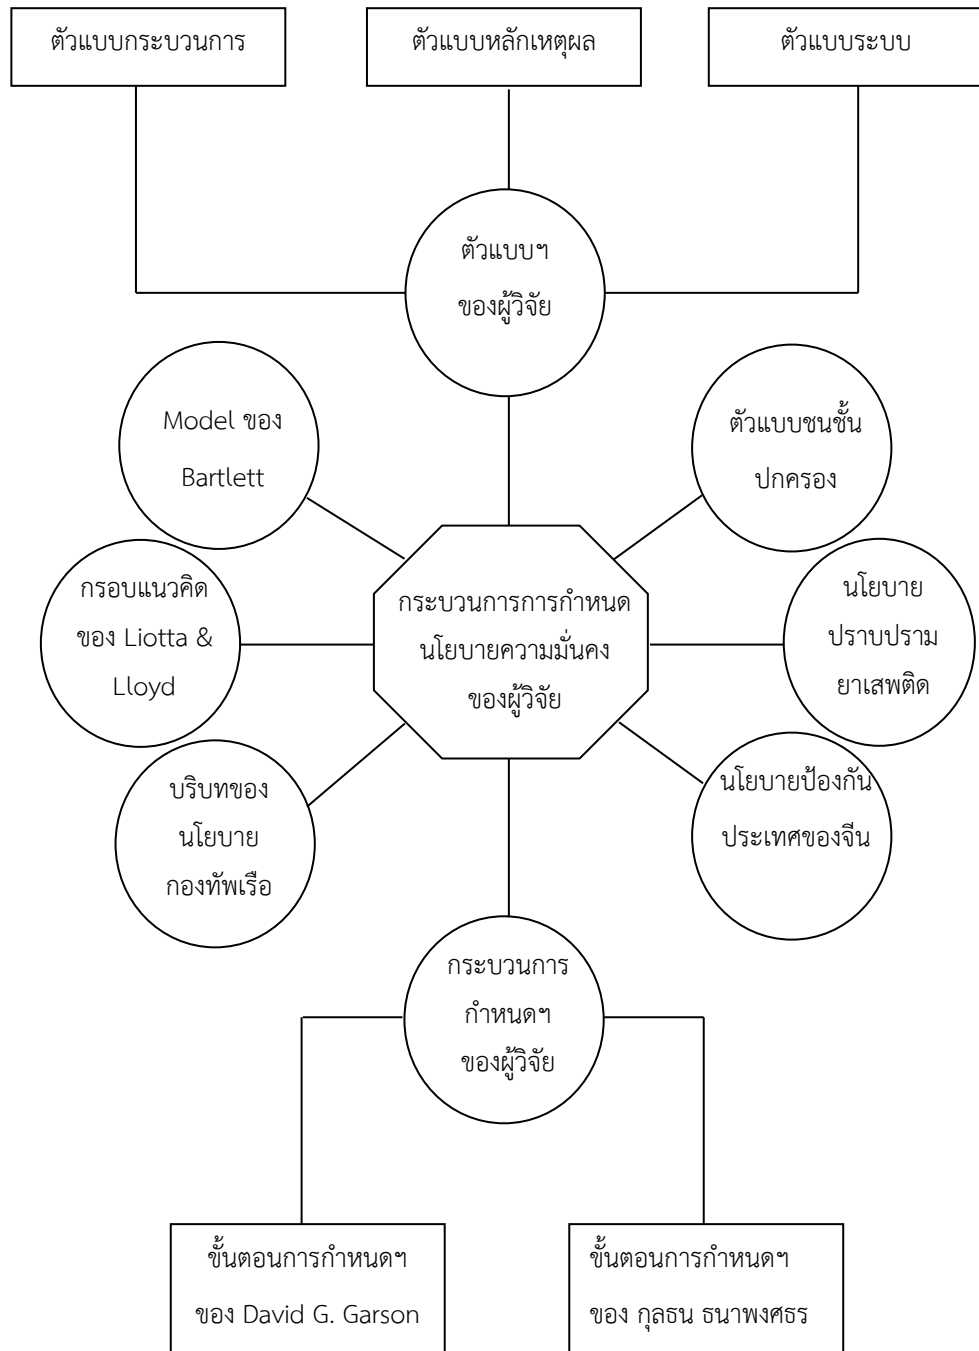 ตัวแบบกระบวนการ
ตัวแบบหลักเหตุผล
ตัวแบบระบบ
ตัวแบบฯ
ของผู้วิจัย
Model ของ
Bartlett
ตัวแบบชนชั้น
ปกครอง
กรอบแนวคิด
ของ Liotta &
Lloyd
กระบวนการการกำหนด
นโยบายความมั่นคง
ของผู้วิจัย
นโยบาย
ปราบปราม
ยาเสพติด
บริบทของ
นโยบาย
กองทัพเรือ
นโยบายป้องกัน
ประเทศของจีน
กระบวนการ
กำหนดฯ
ของผู้วิจัย
ขั้นตอนการกำหนดฯ
ของ David G. Garson
ขั้นตอนการกำหนดฯ
ของ กุลธน ธนาพงศธร